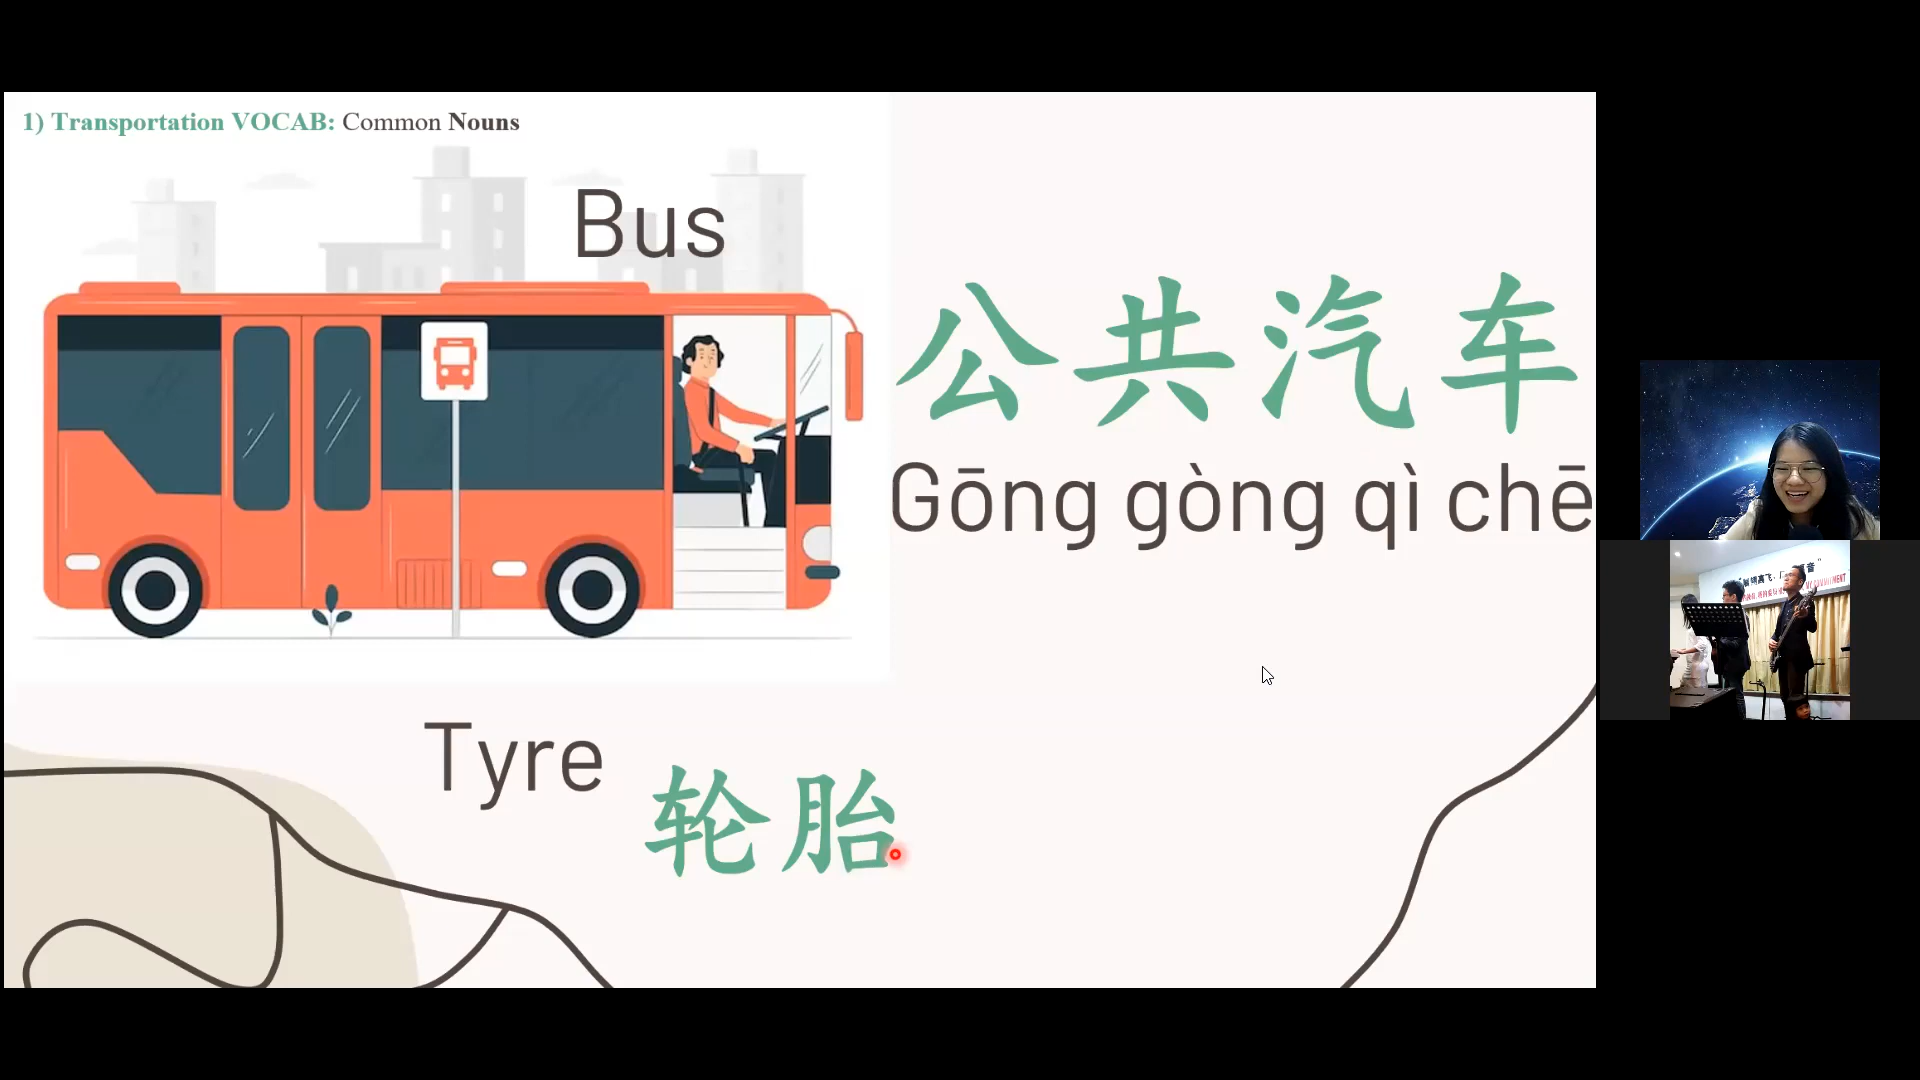 1) Transportation VOCAB: Common Nouns
Bus
公共汽车
Gōng gòng qì chē
Tyre
轮胎